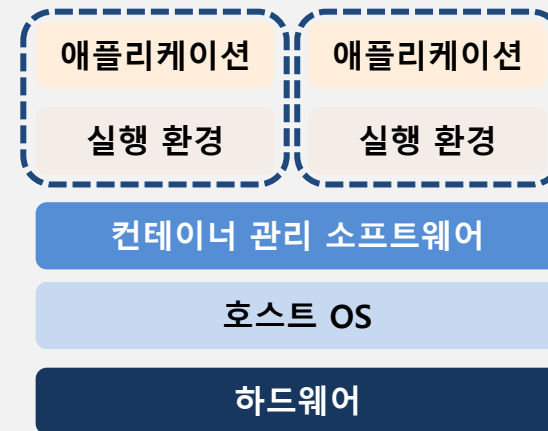 애플리케이션 애플리케이션
실행 환경 실행 환경
컨테이너 관리 소프트웨어
호스트 OS
하드웨어